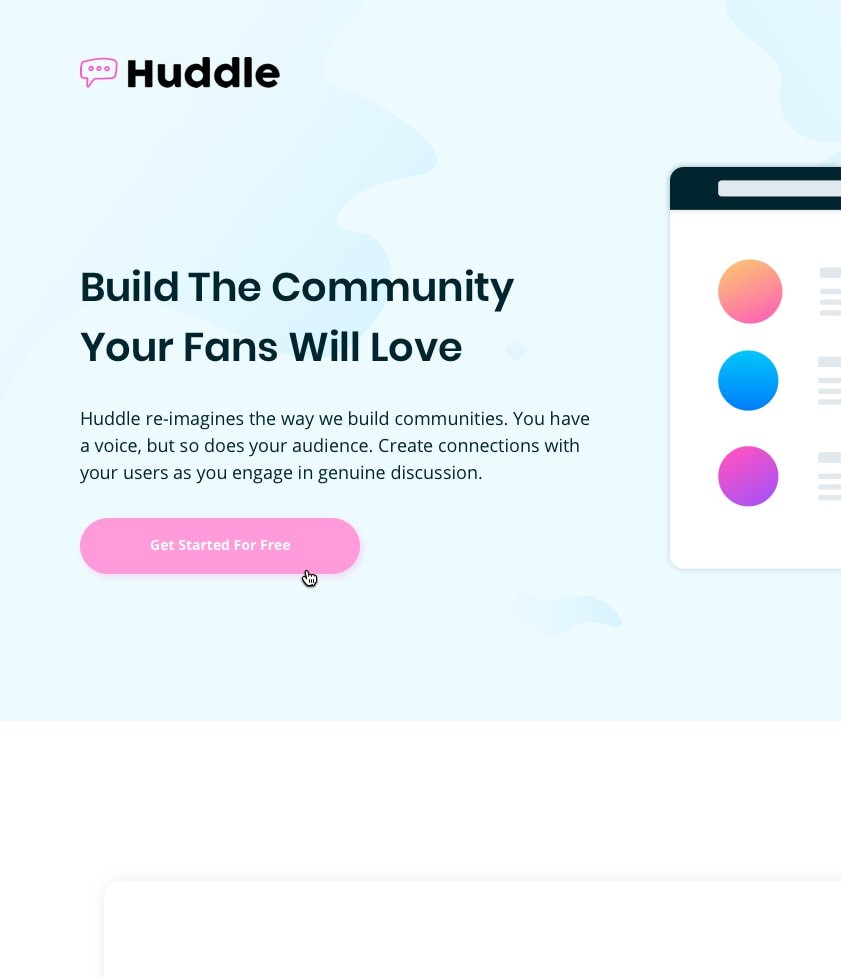 Huddle
Build The Community
Your Fans Will Love
Huddle re-imagines the way we build communities. You have
a voice, but so does your audience. Create connections with
your users as you engage in genuine discussion.
Get Started For Free